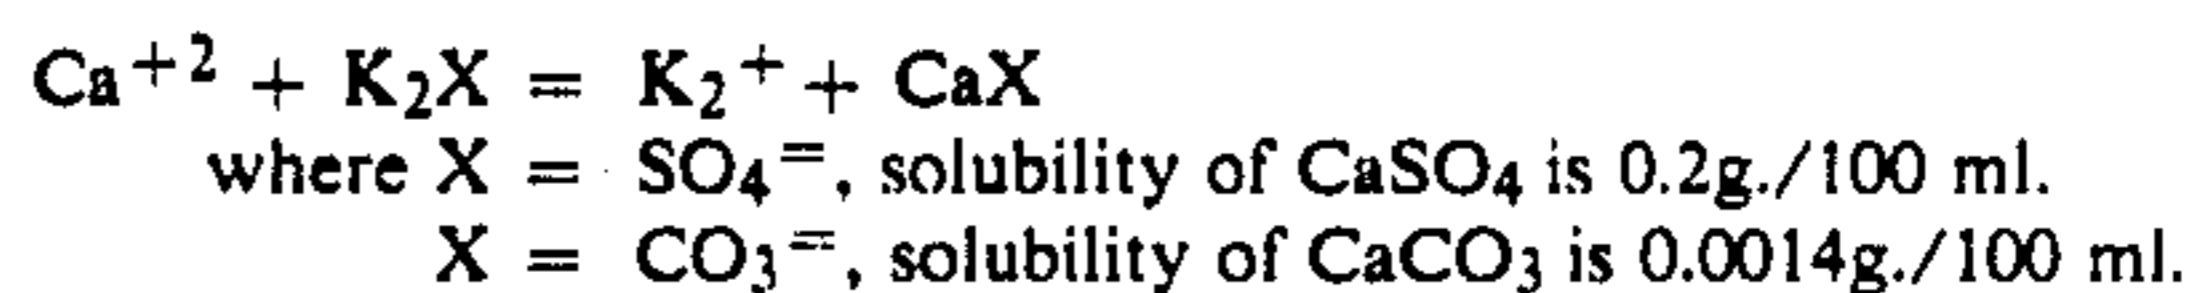 Ca+2 + K2X = K2+ + CaX
where X = SO4=, solubility of CaSO4 is 0.2g./100 ml.
X = CO3=, solubility of CaCO3 is 0.0014g./100 ml.